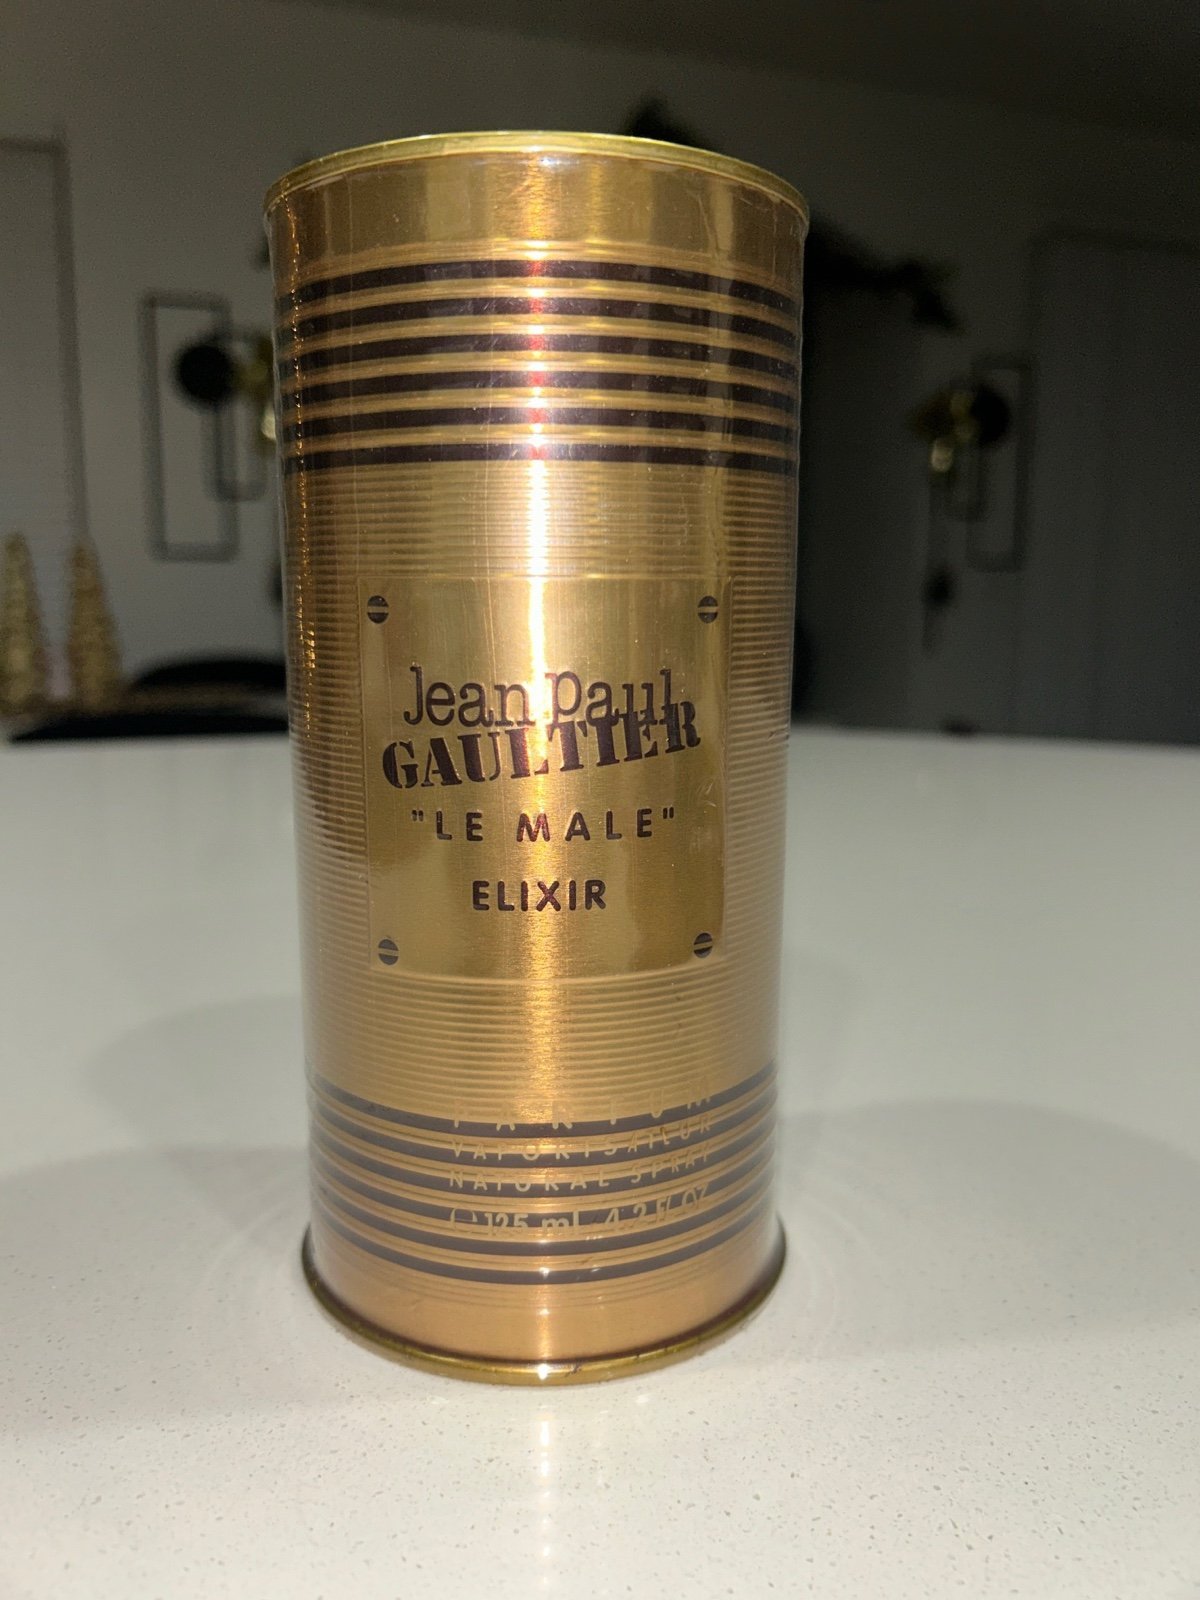 Jean Paul
GAULTIER
"LE MALE"
ELIXIR
PARFUM
VAPORISATEUR
NATURAL SPRAY
℮ 125 ml 4.2 Fl. OZ